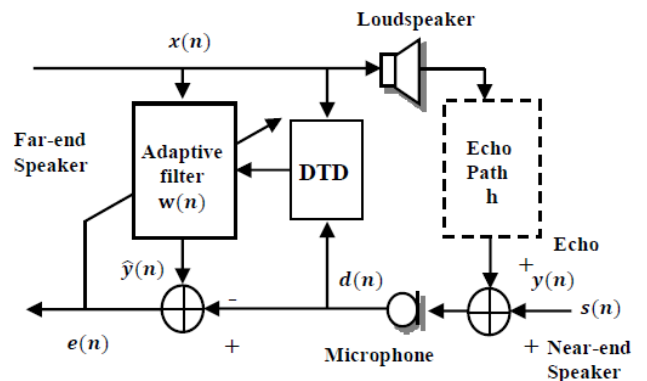 Loudspeaker
x(n)
Far-end
Speaker
Adaptive
filter
w(n)
DTD
Echo
Path
h
ŷ(n)
d(n)
Echo
+
y(n)
-
s(n)
e(n)
+
Microphone
+ Near-end
Speaker